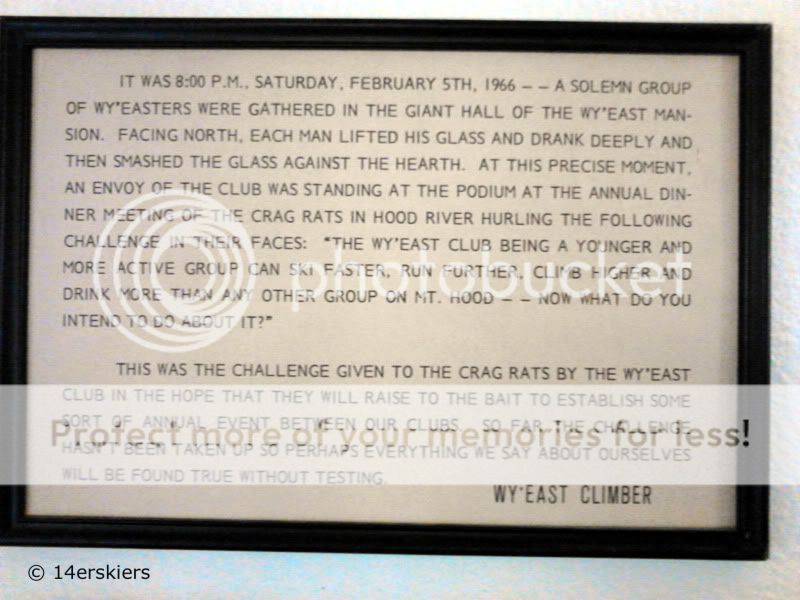 IT WAS 8:00 P.M., SATURDAY, FEBRUARY 5TH, 1966 – – A SOLEMN GROUP
OF WY'EASTERS WERE GATHERED IN THE GIANT HALL OF THE WY'EAST MAN-
SION. FACING NORTH, EACH MAN LIFTED HIS GLASS AND DRANK DEEPLY AND
THEN SMASHED THE GLASS AGAINST THE HEARTH. AT THIS PRECISE MOMENT,
AN ENVOY OF THE CLUB WAS STANDING AT THE PODIUM AT THE ANNUAL DIN-
NER MEETING OF THE CRAG RATS IN HOOD RIVER HURLING THE FOLLOWING
CHALLENGE IN THEIR FACES: "THE WY'EAST CLUB BEING A YOUNGER AND
MORE ACTIVE GROUP CAN SKI FASTER, RUN FURTHER, CLIMB HIGHER AND
DRINK MORE THAN ANY OTHER GROUP ON MT. HOOD – – NOW WHAT DO YOU
INTEND TO DO ABOUT IT?"
THIS WAS THE CHALLENGE GIVEN TO THE CRAG RATS BY THE WY'EAST
CLUB IN THE HOPE THAT THEY WILL RAISE TO THE BAIT TO ESTABLISH SOME
SORT OF ANNUAL EVENT BETWEEN OUR CLUBS. SO FAR THE CHALLENGE
HASN'T BEEN TAKEN UP SO PERHAPS EVERYTHING WE SAY ABOUT OURSELVES
WILL BE FOUND TRUE WITHOUT TESTING.
WY'EAST CLIMBER
photobucket
Protect more of your memories for less!
© 14erskiers